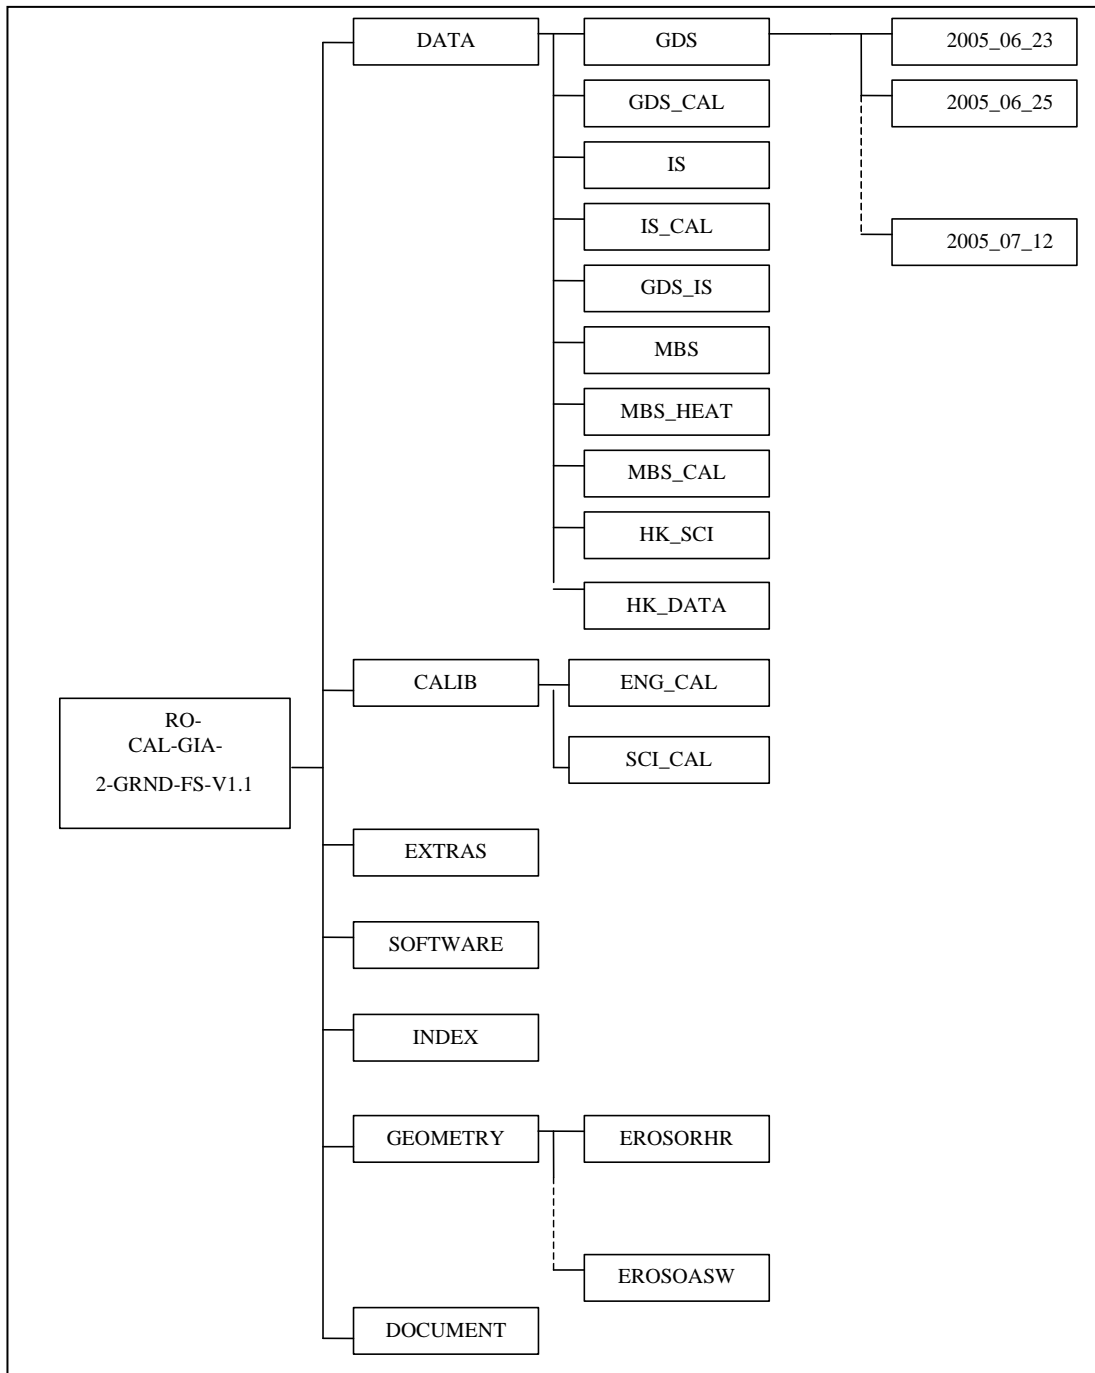 DATA
GDS
2005_06_23
GDS_CAL
2005_06_25
IS
IS_CAL
2005_07_12
GDS_IS
MBS
MBS_HEAT
MBS_CAL
HK_SCI
HK_DATA
CALIB
ENG_CAL
SCI_CAL
RO-
CAL-GIA-
2-GRND-FS-V1.1
EXTRAS
SOFTWARE
INDEX
GEOMETRY
EROSORHR
EROSOASW
DOCUMENT